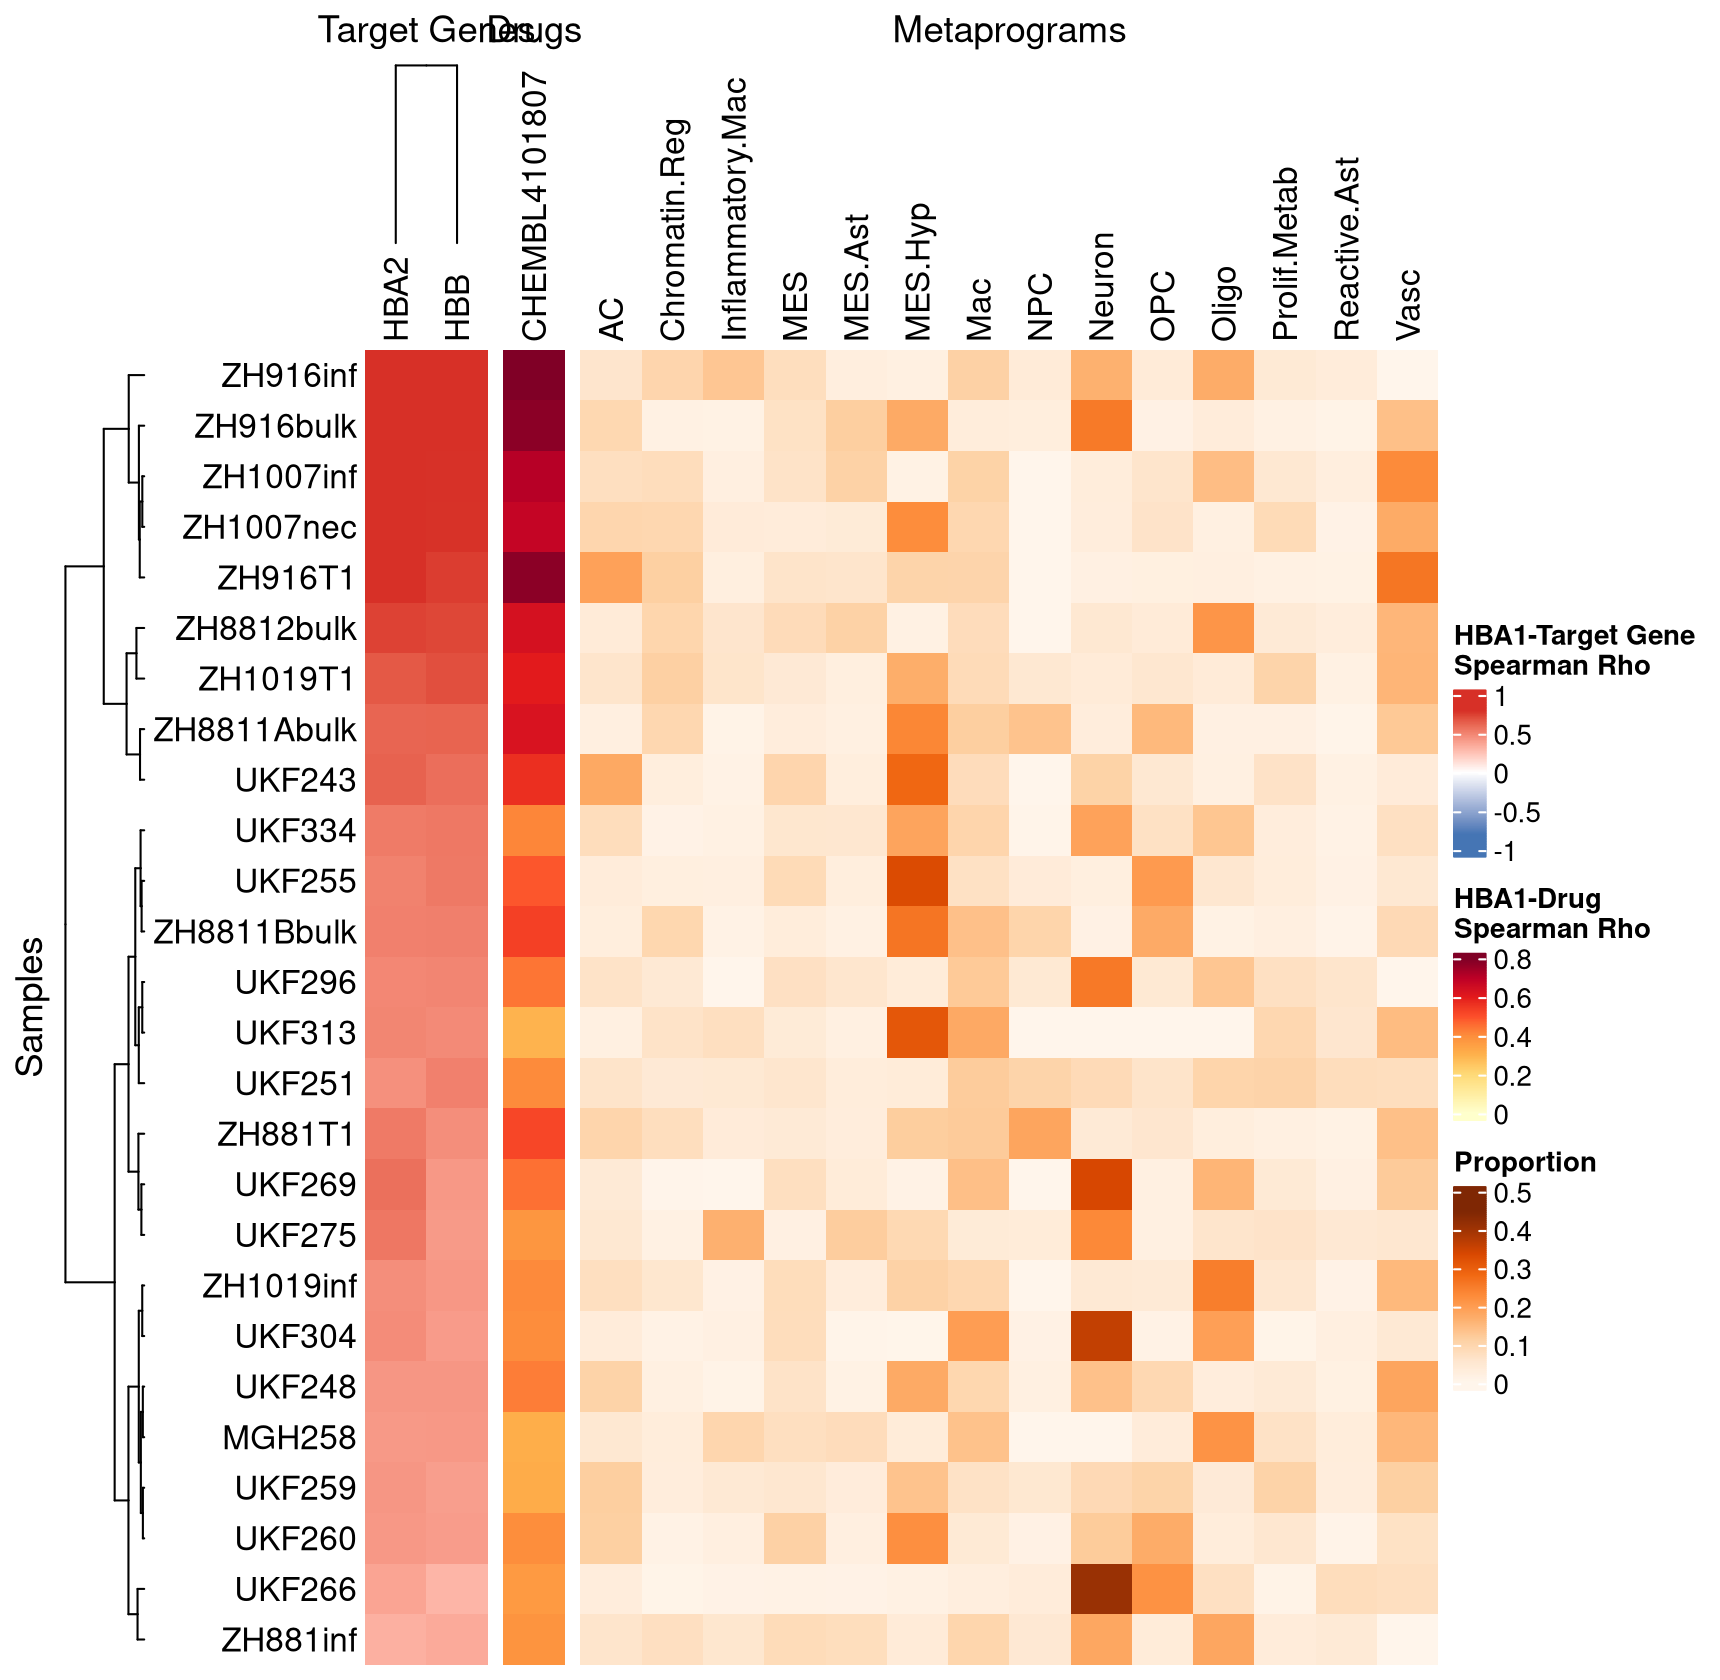 Target Genes
Drugs
Metaprograms
HBA2
HBB
CHEMBL4101807
AC
Chromatin.Reg
Inflammatory.Mac
MES
MES.Ast
MES.Hyp
Mac
NPC
Neuron
OPC
Oligo
Prolif.Metab
Reactive.Ast
Vasc
Samples
ZH916inf
ZH916bulk
ZH1007inf
ZH1007nec
ZH916T1
ZH8812bulk
ZH1019T1
ZH8811Abulk
UKF243
UKF334
UKF255
ZH8811Bbulk
UKF296
UKF313
UKF251
ZH881T1
UKF269
UKF275
ZH1019inf
UKF304
UKF248
MGH258
UKF259
UKF260
UKF266
ZH881inf
HBA1-Target Gene
Spearman Rho
1
0.5
0
-0.5
-1
HBA1-Drug
Spearman Rho
0.8
0.6
0.4
0.2
0
Proportion
0.5
0.4
0.3
0.2
0.1
0